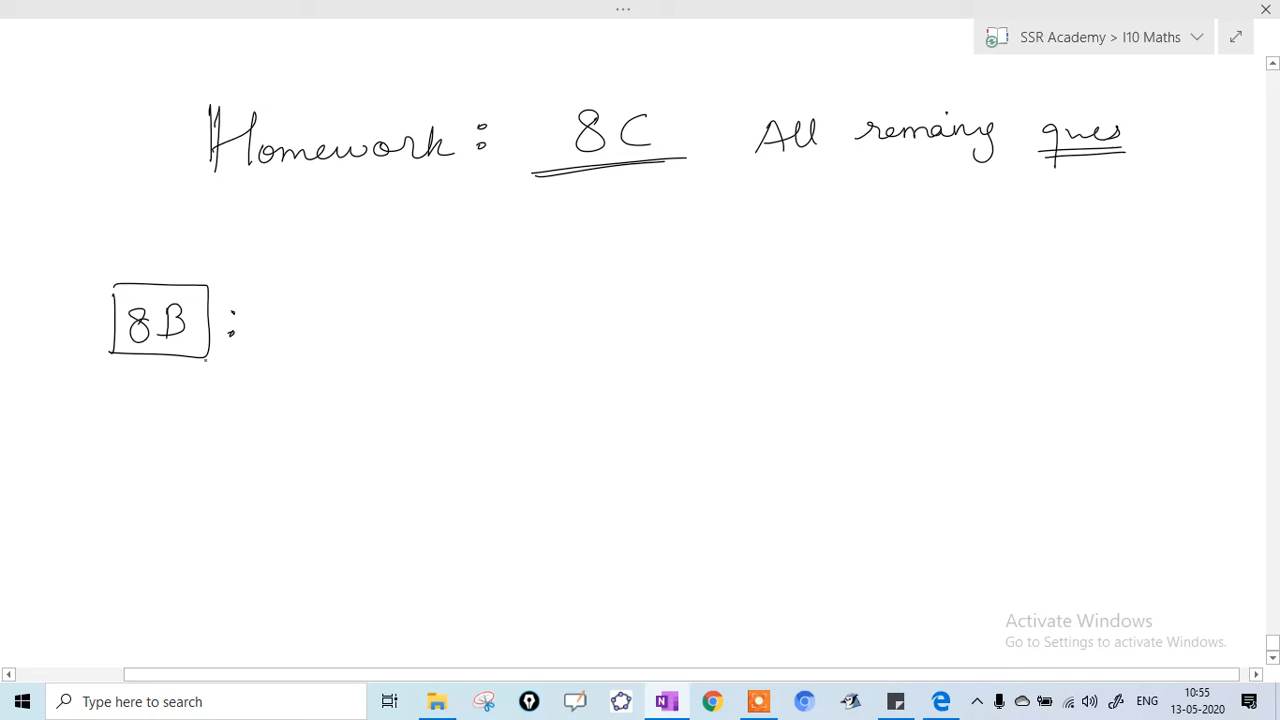 SSR Academy > I10 Maths
Homework: 8C All remaing ques
8B :
Activate Windows
Go to Settings to activate Windows.
Type here to search
ENG
10:55
13-05-2020